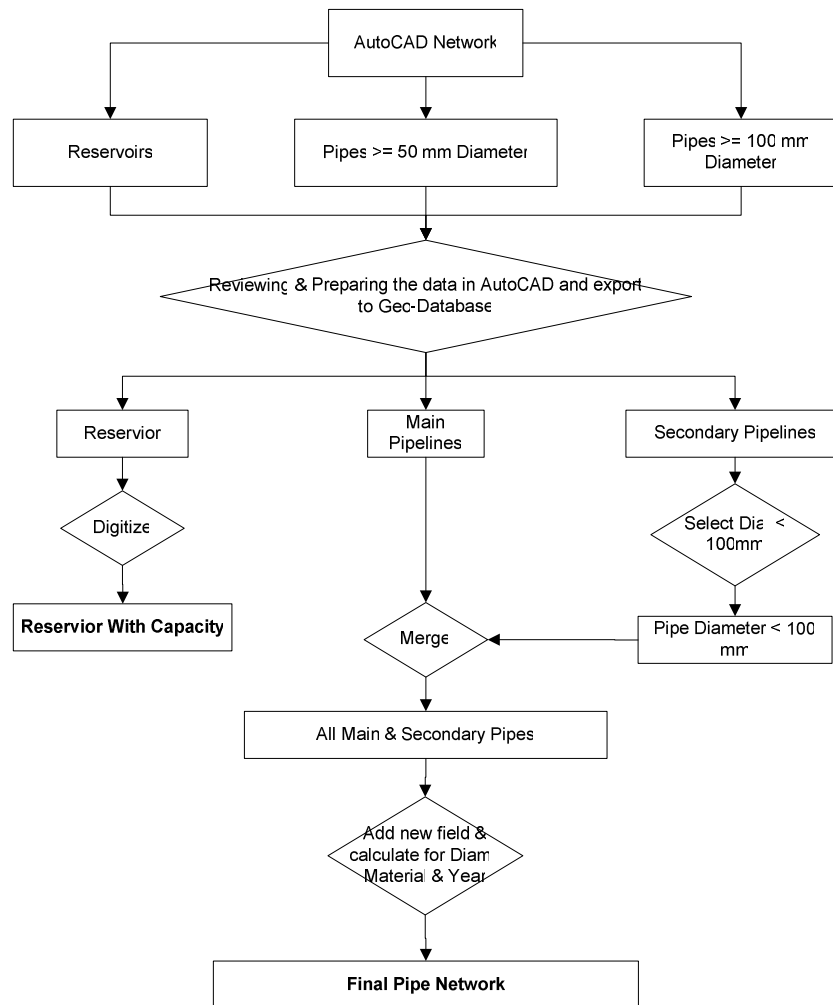 AutoCAD Network
Reservoirs
Pipes >= 50 mm Diameter
Pipes >= 100 mm
Diameter
Reviewing & Preparing the data in AutoCAD and export
to Geo-Database
Reservior
Main
Pipelines
Secondary Pipelines
Digitize
Select Dia <
100mm
Reservior With Capacity
Merge
Pipe Diameter < 100
mm
All Main & Secondary Pipes
Add new field &
calculate for Diam
Material & Year
Final Pipe Network